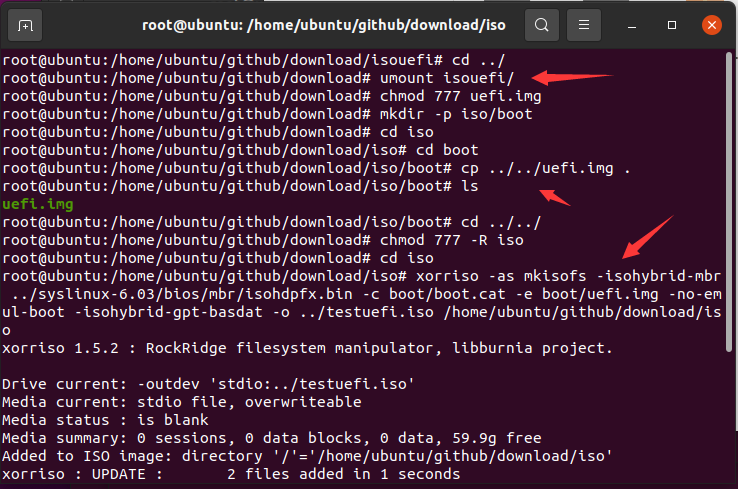 root@ubuntu: /home/ubuntu/github/download/iso
root@ubuntu:/home/ubuntu/github/download/isouefi# cd ../
root@ubuntu:/home/ubuntu/github/download# umount isouefi/
root@ubuntu:/home/ubuntu/github/download# chmod 777 uefi.img
root@ubuntu:/home/ubuntu/github/download# mkdir -p iso/boot
root@ubuntu:/home/ubuntu/github/download# cd iso
root@ubuntu:/home/ubuntu/github/download/iso# cd boot
root@ubuntu:/home/ubuntu/github/download/iso/boot# cp ../../uefi.img .
root@ubuntu:/home/ubuntu/github/download/iso/boot# ls
uefi.img
root@ubuntu:/home/ubuntu/github/download/iso/boot# cd ../../
root@ubuntu:/home/ubuntu/github/download# chmod 777 -R iso
root@ubuntu:/home/ubuntu/github/download# cd iso
root@ubuntu:/home/ubuntu/github/download/iso# xorriso -as mkisofs -isohybrid-mbr
 ../syslinux-6.03/bios/mbr/isohdpfx.bin -c boot/boot.cat -e boot/uefi.img -no-em
ul-boot -isohybrid-gpt-basdat -o ../testuefi.iso /home/ubuntu/github/download/is
o
xorriso 1.5.2 : RockRidge filesystem manipulator, libburnia project.
Drive current: -outdev 'stdio:../testuefi.iso'
Media current: stdio file, overwriteable
Media status : is blank
Media summary: 0 sessions, 0 data blocks, 0 data, 59.9g free
Added to ISO image: directory '/'='/home/ubuntu/github/download/iso'
xorriso : UPDATE :       2 files added in 1 seconds